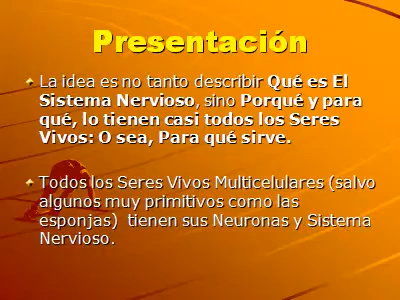 Presentación
La idea es no tanto describir Qué es El
Sistema Nervioso, sino Porqué y para
qué, lo tienen casi todos los Seres
Vivos: O sea, Para qué sirve.
Todos los Seres Vivos Multicelulares (salvo
algunos muy primitivos como las
esponjas) tienen sus Neuronas y Sistema
Nervioso.